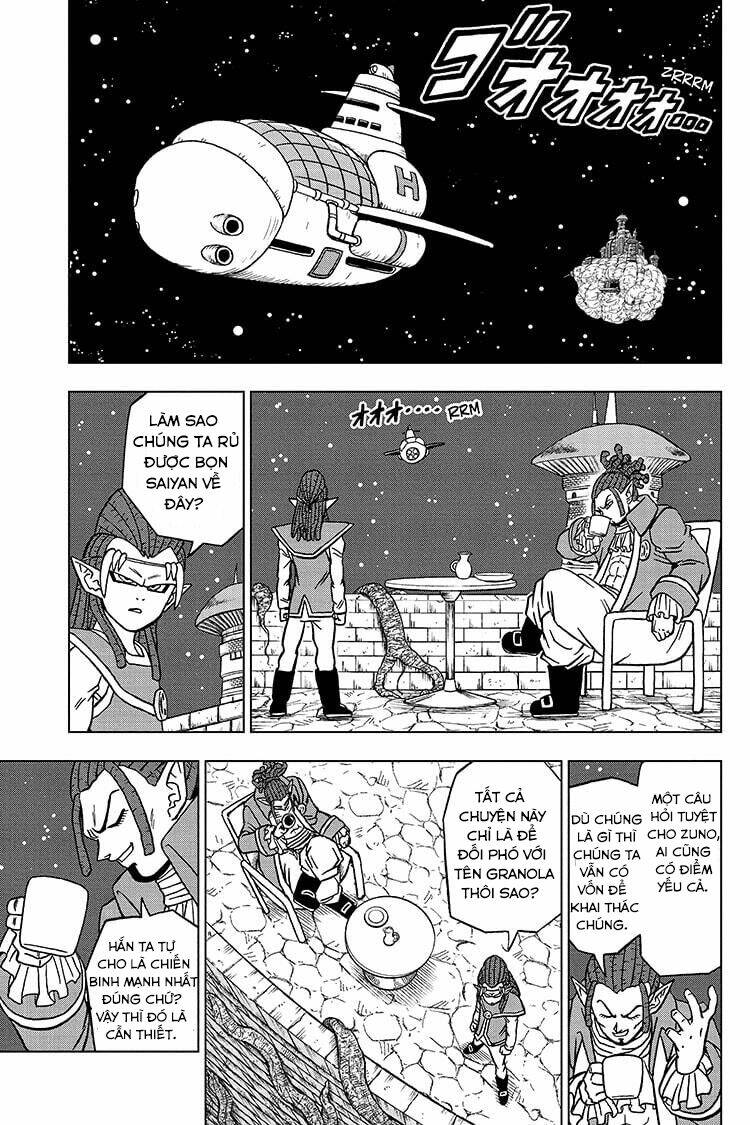 ゴゴオオオオ...
ZRRRM
H
オオオ....
RRM
LÀM SAO
CHÚNG TA RỦ
ĐƯỢC BỌN
SAIYAN VỀ
ĐÂY?
MỘT CÂU
HỎI TUYỆT
CHO ZUNO,
AI CŨNG
CÓ ĐIỂM
YẾU CẢ.
DÙ CHÚNG
LÀ GÌ THÌ
CHÚNG TA
VẪN CÓ
VỐN ĐỂ
KHAI THÁC
CHÚNG.
TẤT CẢ
CHUYỆN NÀY
CHỈ LÀ ĐỂ
ĐỐI PHÓ VỚI
TÊN GRANOLA
THÔI SAO?
HẮN TA TỰ
CHO LÀ CHIẾN
BINH MẠNH NHẤT
ĐÚNG CHỨ?
VẬY THÌ ĐÓ LÀ
CẦN THIẾT.